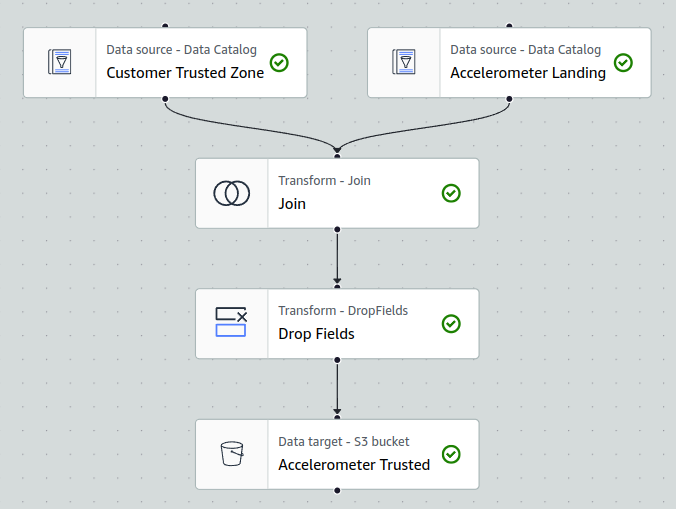 Data source - Data Catalog
Customer Trusted Zone
Data source - Data Catalog
Accelerometer Landing
Transform - Join
Join
Transform - DropFields
Drop Fields
Data target - S3 bucket
Accelerometer Trusted